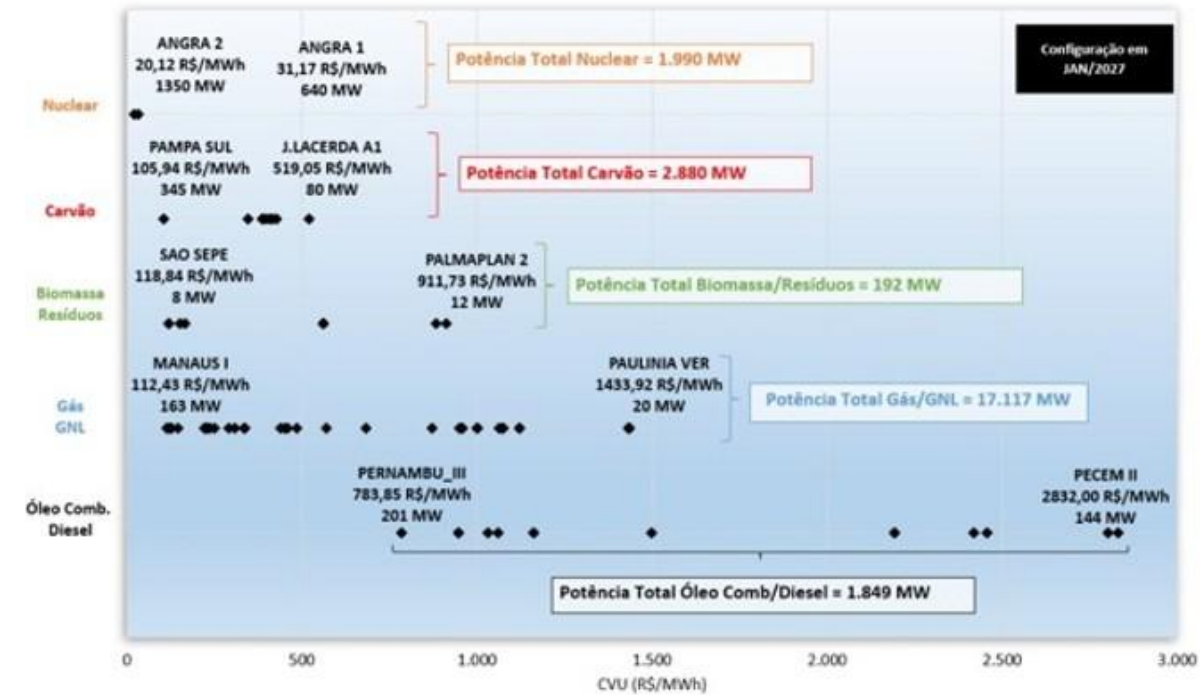 ANGRA 2
20,12 R$/MWh
1350 MW
ANGRA 1
31,17 R$/MWh
640 MW
Potência Total Nuclear = 1.990 MW
Configuração em
JAN/2027
Nuclear
PAMPA SUL
105,94 R$/MWh
345 MW
J.LACERDA A1
519,05 R$/MWh
80 MW
Potência Total Carvão = 2.880 MW
Carvão
SAO SEPE
118,84 R$/MWh
8 MW
PALMAPLAN 2
911,73 R$/MWh
12 MW
Potência Total Biomassa/Resíduos = 192 MW
Biomassa
Resíduos
MANAUS I
112,43 R$/MWh
163 MW
PAULINIA VER
1433,92 R$/MWh
20 MW
Potência Total Gás/GNL = 17.117 MW
Gás
GNL
PERNAMBU_III
783,85 R$/MWh
201 MW
PECEM II
2832,00 R$/MWh
144 MW
Óleo Comb.
Diesel
Potência Total Óleo Comb/Diesel = 1.849 MW
0 500 1.000 1.500 2.000 2.500 3.000
CVU (R$/MWh)